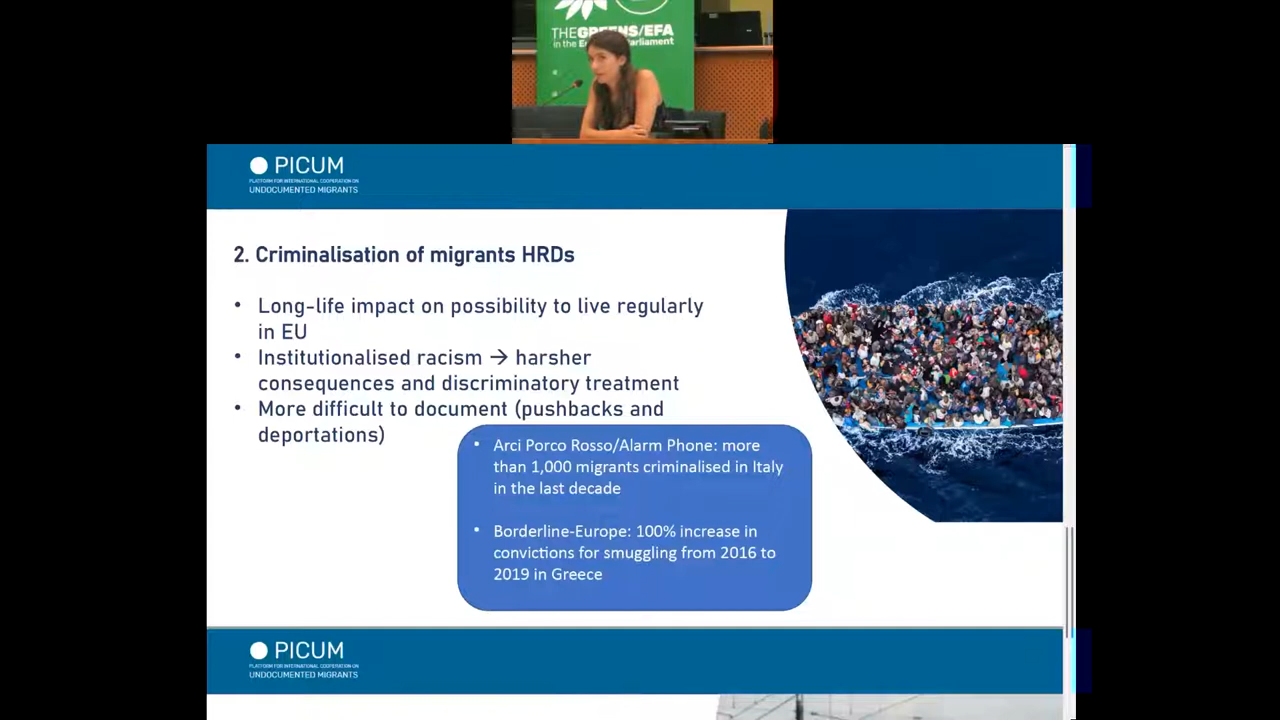 THE GREENS/EFA
in the European Parliament
PICUM
PLATFORM FOR INTERNATIONAL COOPERATION ON
UNDOCUMENTED MIGRANTS
2. Criminalisation of migrants HRDs
• Long-life impact on possibility to live regularly
in EU
• Institutionalised racism → harsher
consequences and discriminatory treatment
• More difficult to document (pushbacks and
deportations)
• Arci Porco Rosso/Alarm Phone: more
than 1,000 migrants criminalised in Italy
in the last decade
• Borderline-Europe: 100% increase in
convictions for smuggling from 2016 to
2019 in Greece
PICUM
PLATFORM FOR INTERNATIONAL COOPERATION ON
UNDOCUMENTED MIGRANTS